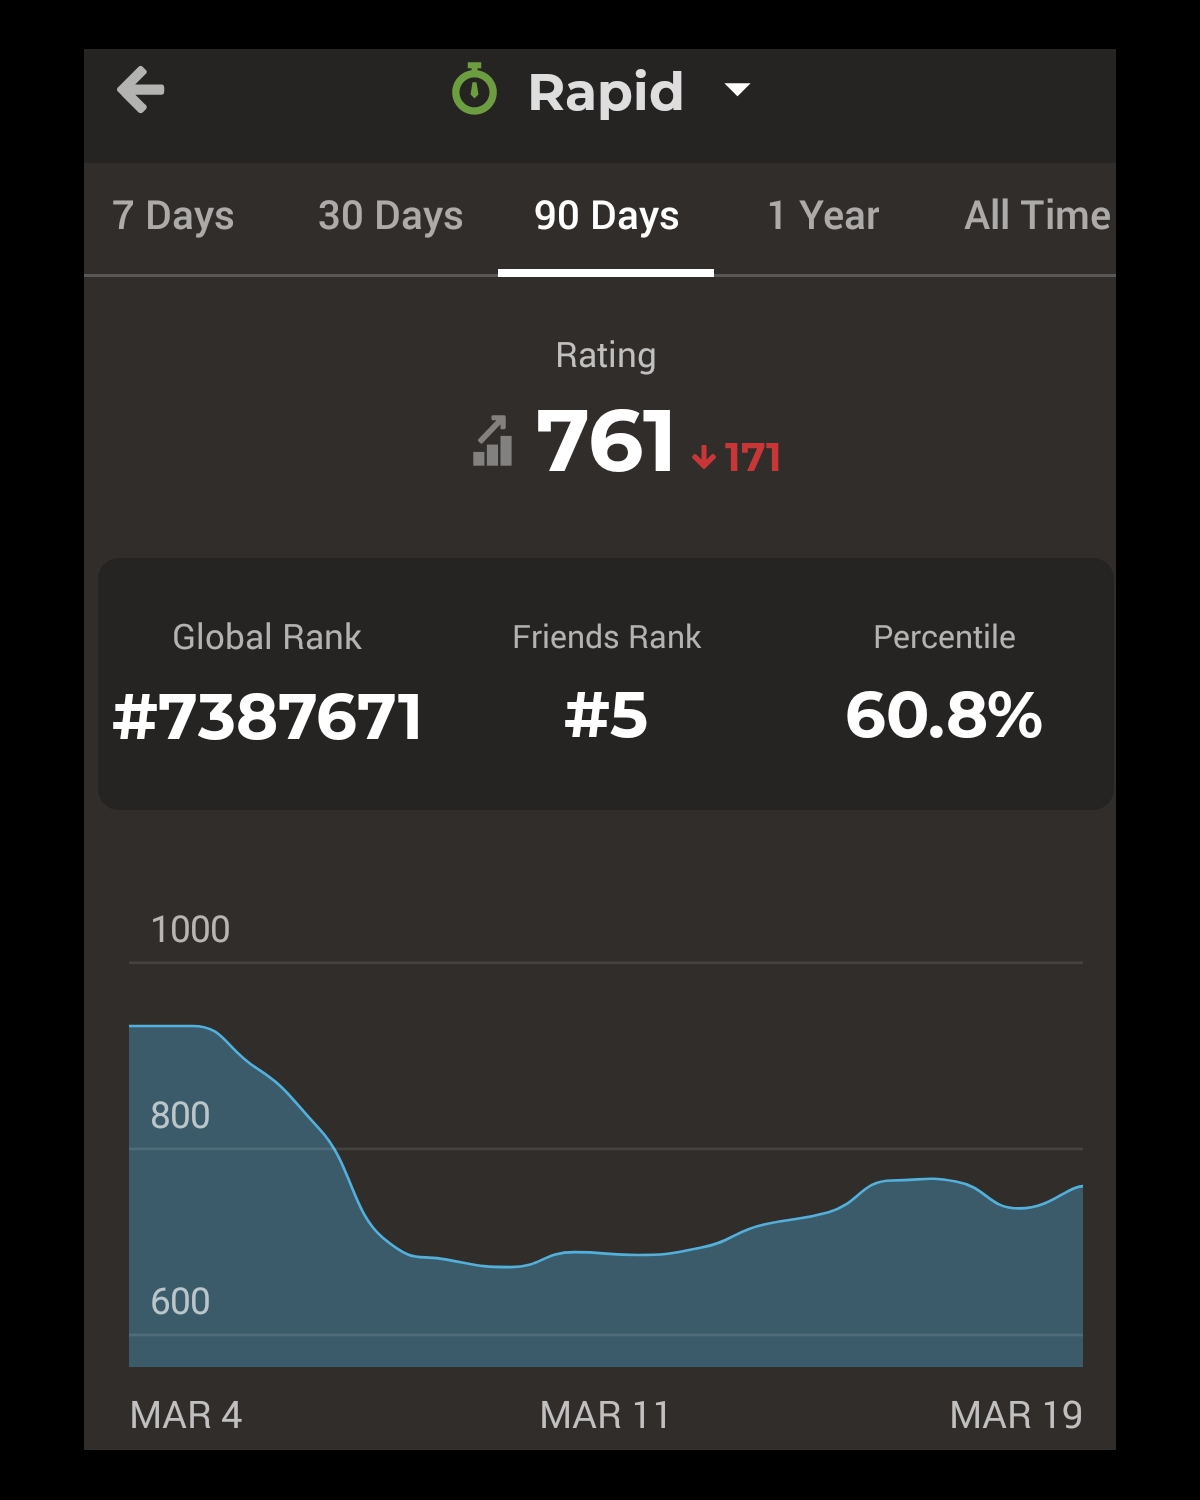 Rapid
7 Days 30 Days 90 Days 1 Year All Time
Rating
761 171
Global Rank Friends Rank Percentile
#7387671 #5 60.8%
1000
800
600
MAR 4 MAR 11 MAR 19